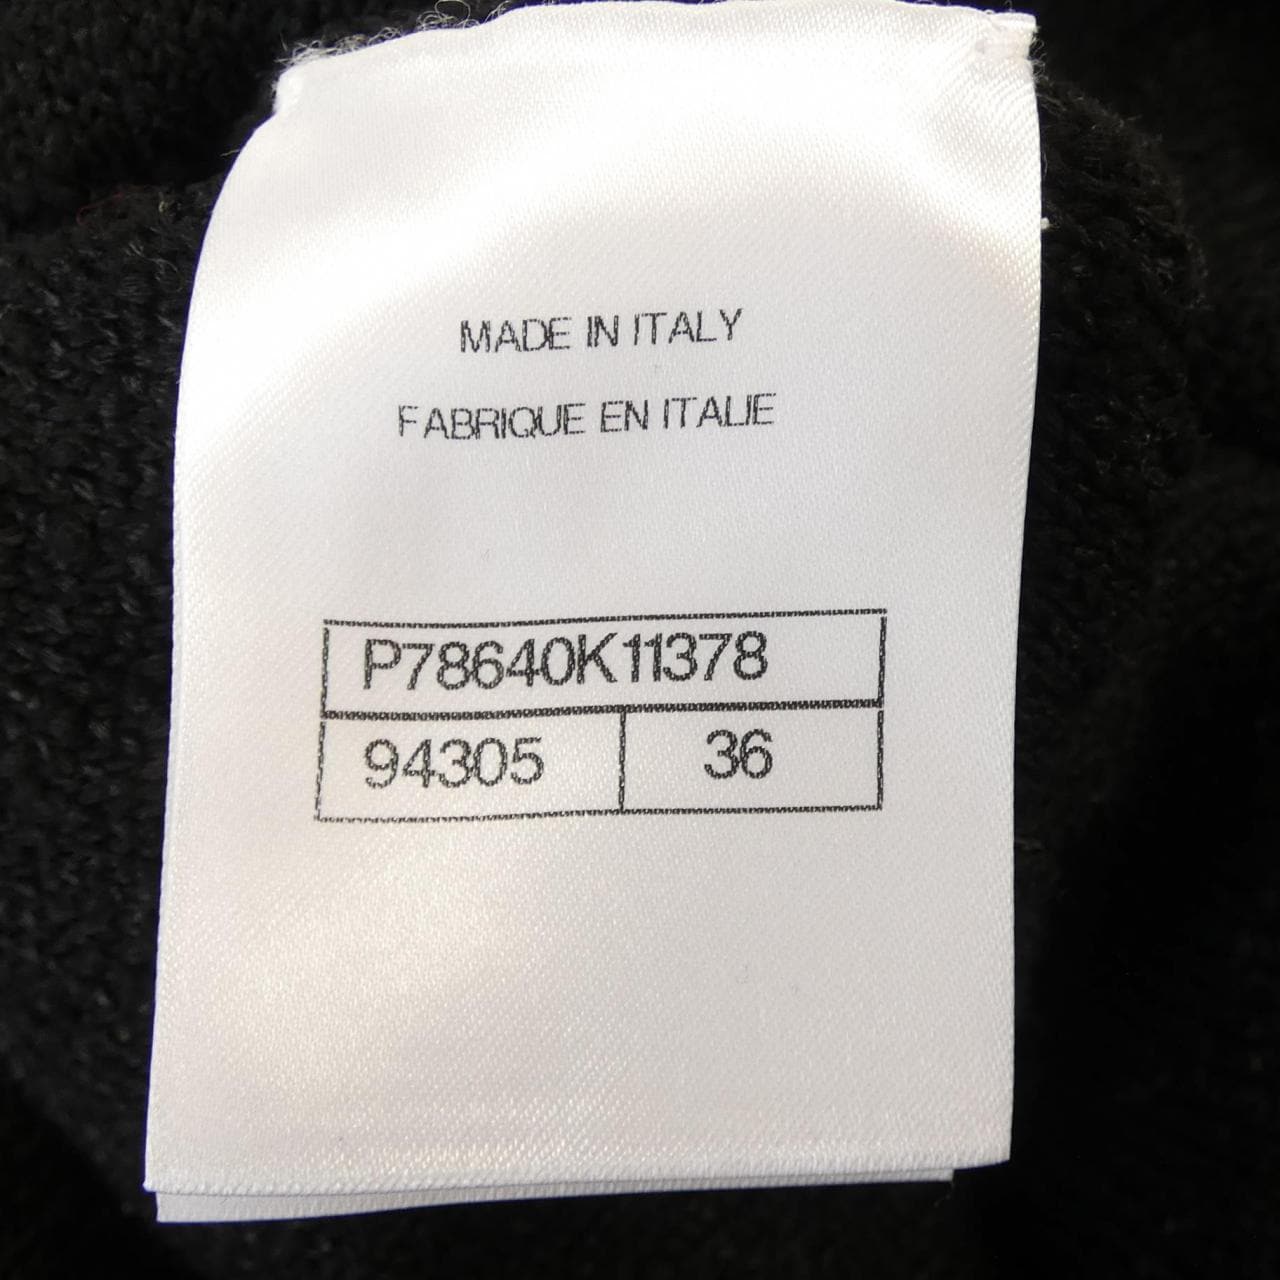 MADE IN ITALY
FABRIQUE EN ITALIE
P78640K11378
94305 36